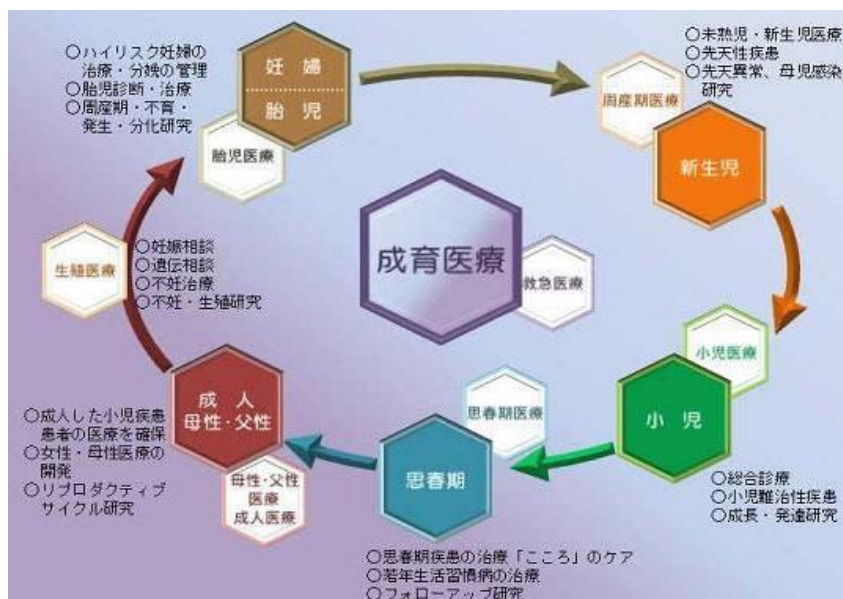 ○ハイリスク妊婦の
治療・分娩の管理
○胎児診断・治療
○周産期・不育・
発生・分化研究
妊婦
胎児
胎児医療
○未熟児・新生児医療
○先天性疾患
○先天異常、母児感染
研究
周産期医療
新生児
成育医療
救急医療
生殖医療
○妊娠相談
○遺伝相談
○不妊治療
○不妊・生殖研究
小児医療
小児
○総合診療
○小児難治性疾患
○成長・発達研究
思春期医療
思春期
○思春期疾患の治療「こころ」のケア
○若年生活習慣病の治療
○フォローアップ研究
成人
母性・父性
母性・父性
医療
成人医療
○成人した小児疾患
患者の医療を確保
○女性・母性医療の
開発
○リプロダクティブ
サイクル研究